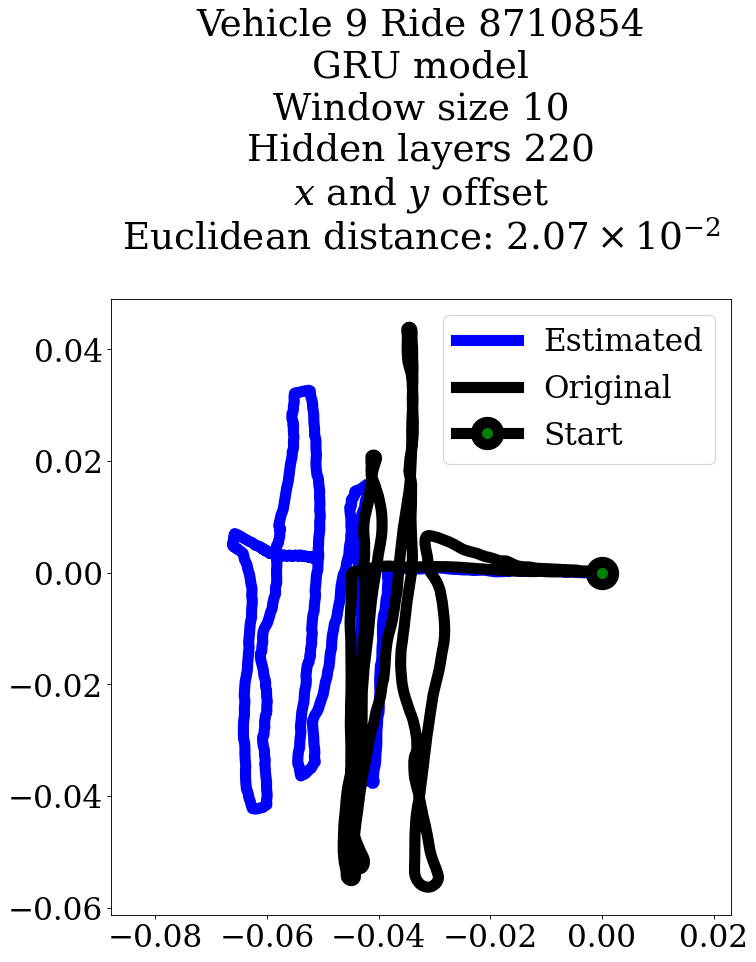 Vehicle 9 Ride 8710854
GRU model
Window size 10
Hidden layers 220
x and y offset
Euclidean distance: 2.07 × 10⁻²
Estimated
Original
Start
0.04
0.02
0.00
−0.02
−0.04
−0.06
−0.08 −0.06 −0.04 −0.02 0.00 0.02